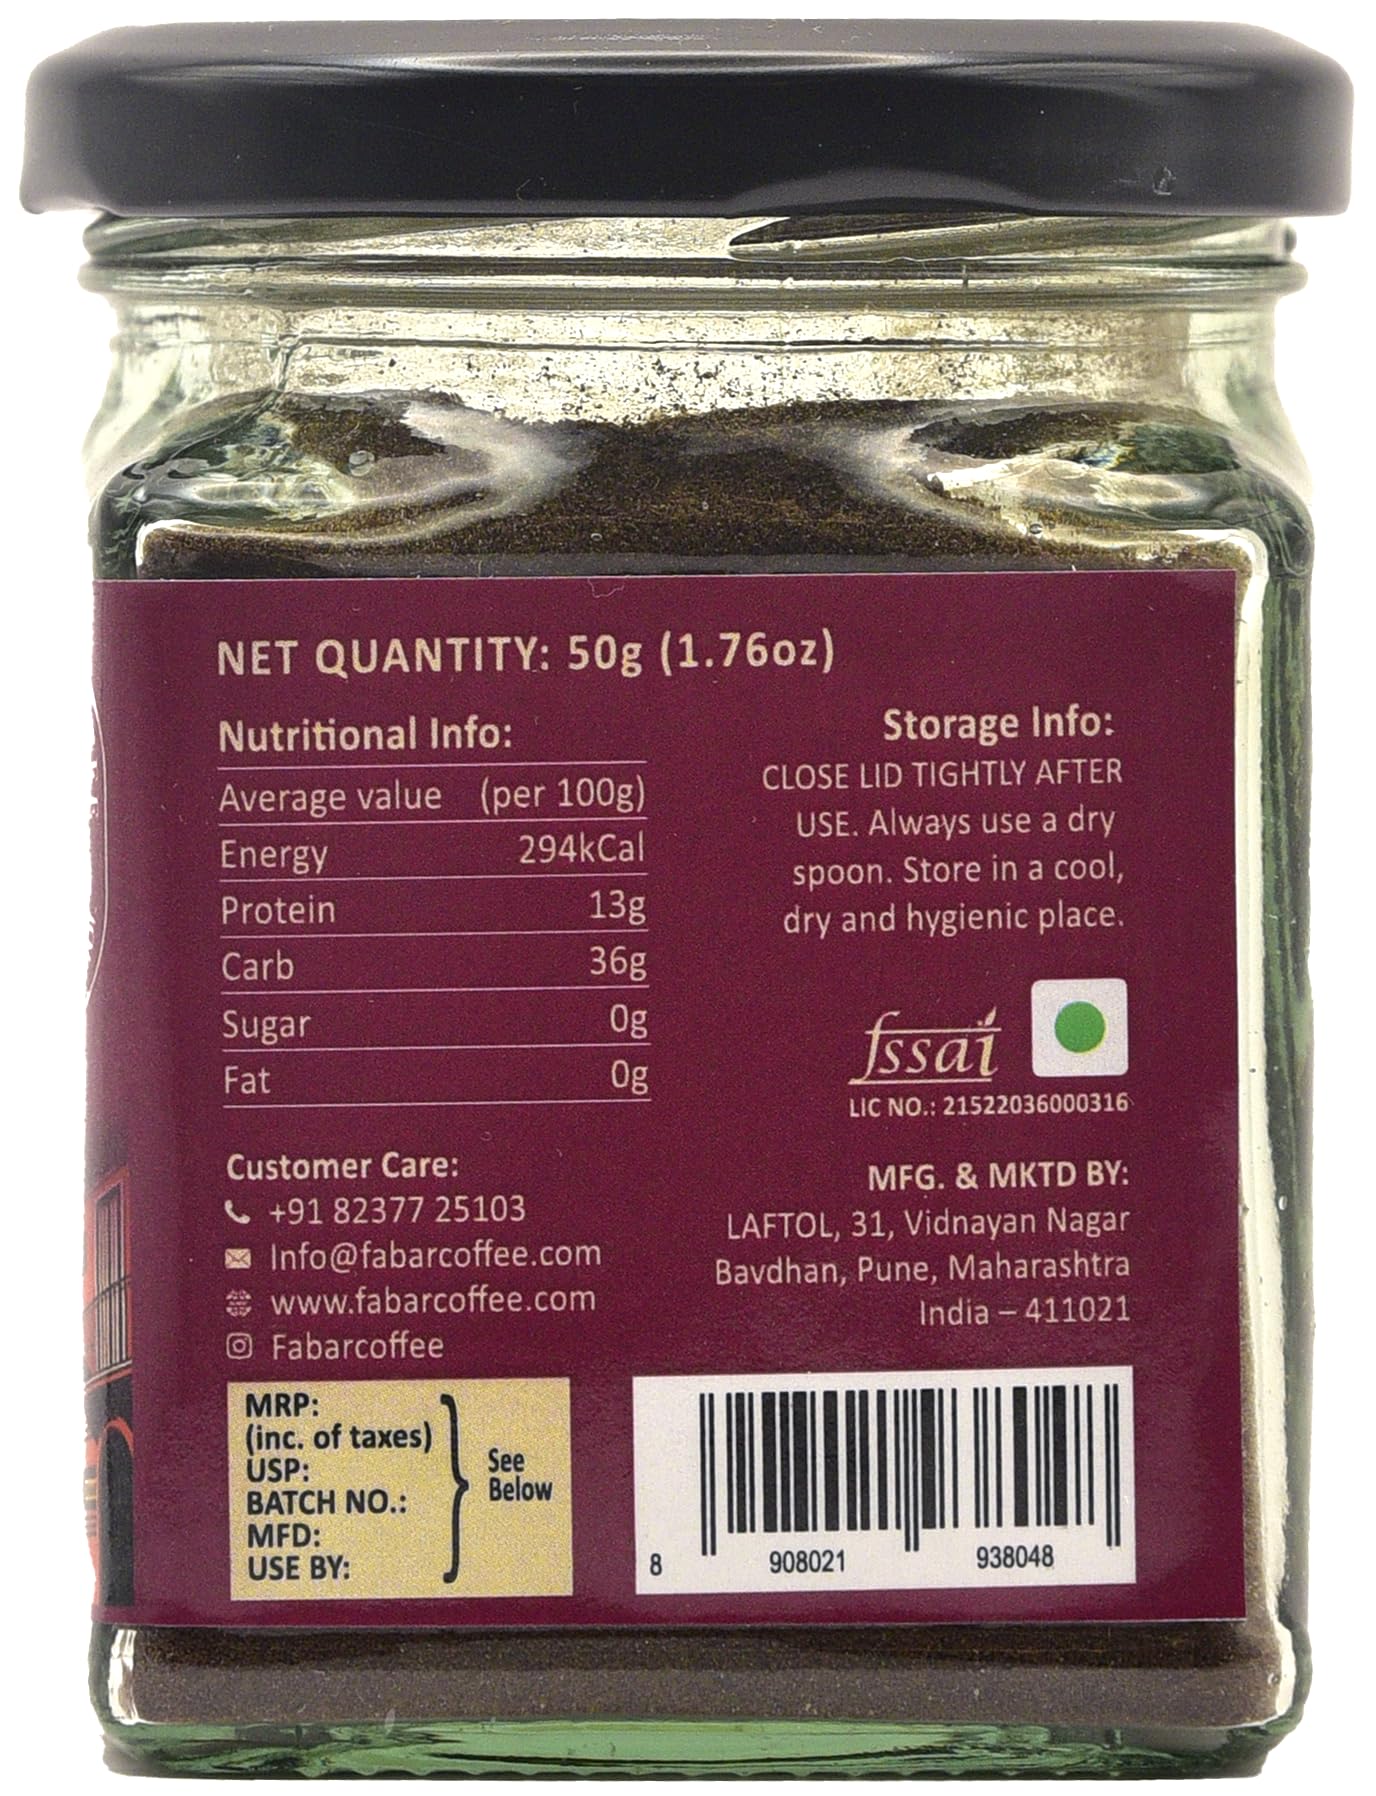 NET QUANTITY: 50g (1.76oz)
Nutritional Info:
Average value (per 100g)
Energy 294kCal
Protein 13g
Carb 36g
Sugar 0g
Fat 0g
Storage Info:
CLOSE LID TIGHTLY AFTER
USE. Always use a dry
spoon. Store in a cool,
dry and hygienic place.
fssai
LIC NO.: 21522036000316
Customer Care:
+91 82377 25103
Info@fabarcoffee.com
www.fabarcoffee.com
Fabarcoffee
MFG. & MKTD BY:
LAFTOL, 31, Vidnayan Nagar
Bavdhan, Pune, Maharashtra
India – 411021
MRP:
(inc. of taxes)
USP:
BATCH NO.:
MFD:
USE BY:
See
Below
8 908021 938048